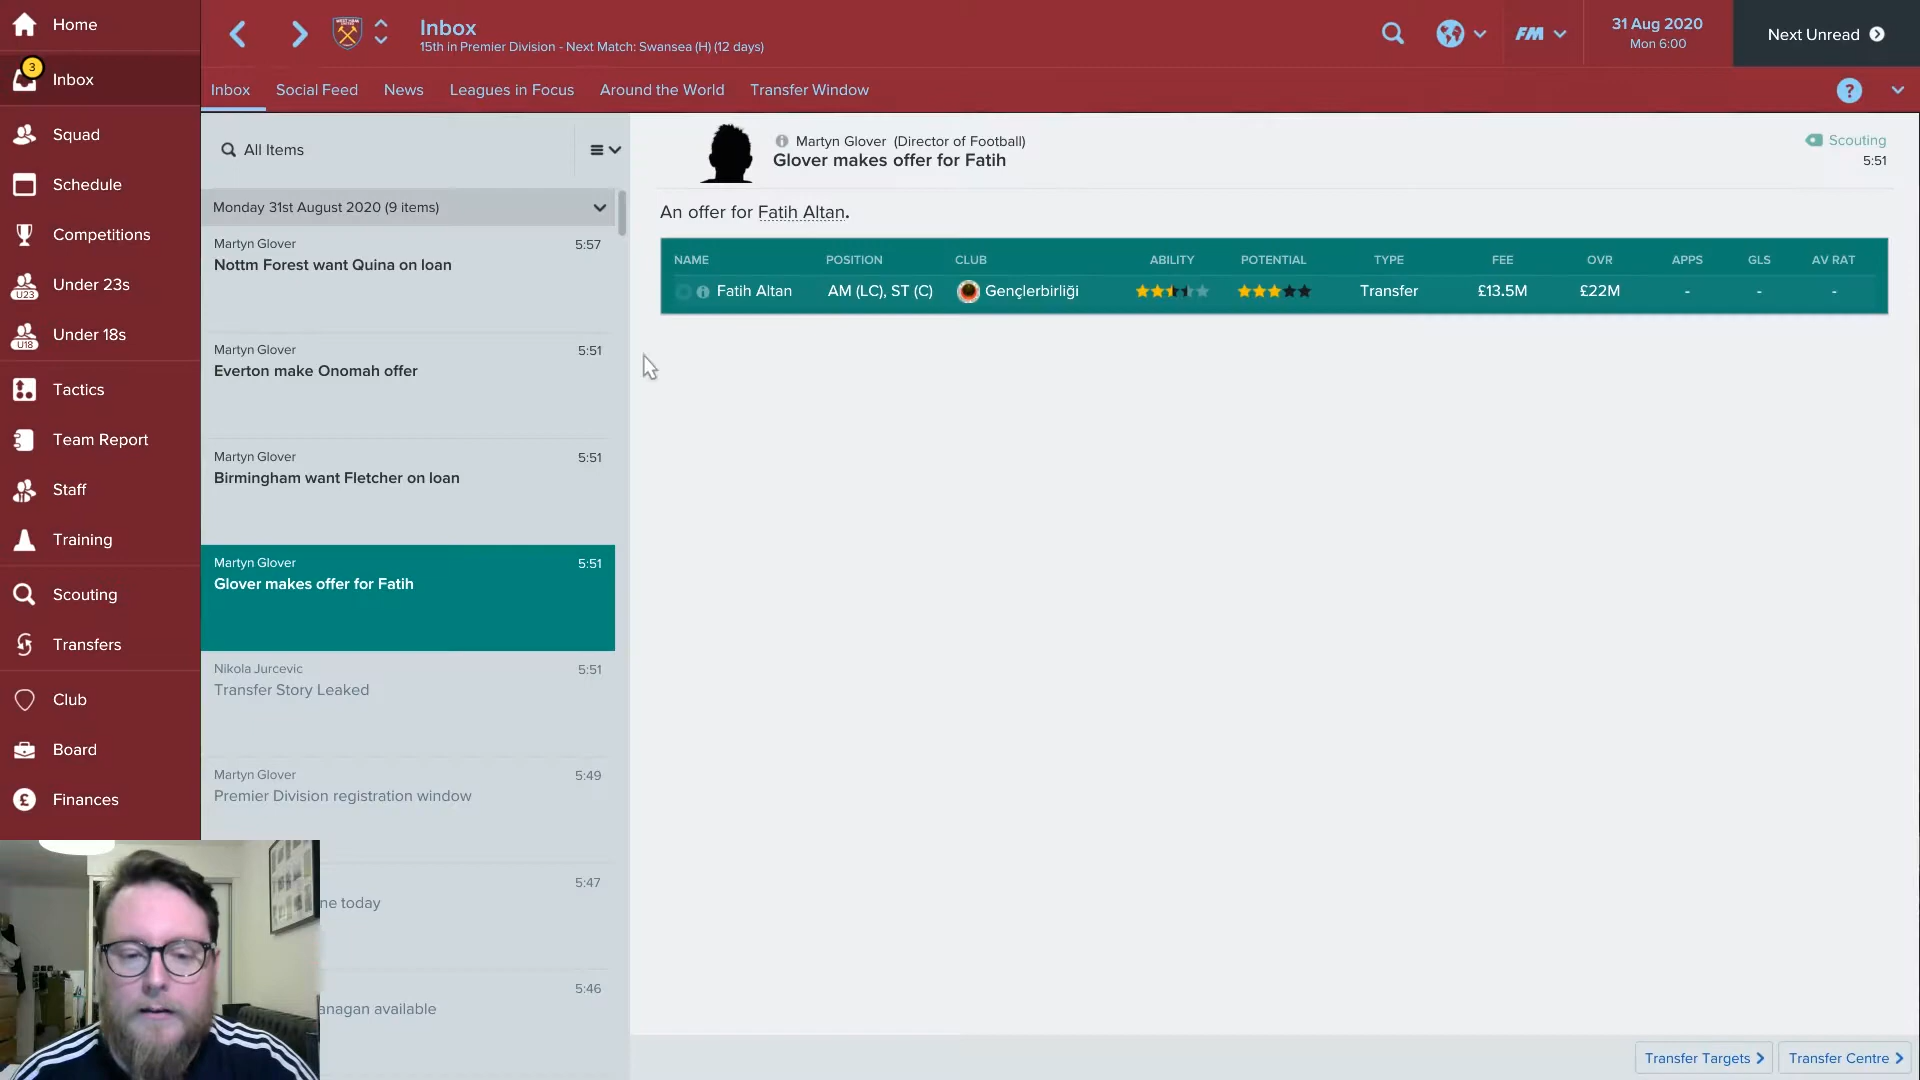 Home
3
Inbox
Squad
Schedule
Competitions
U23
Under 23s
U18
Under 18s
Tactics
Team Report
Staff
Training
Scouting
Transfers
Club
Board
£
Finances
Inbox
15th in Premier Division - Next Match: Swansea (H) (12 days)
FM
31 Aug 2020
Mon 6:00
Next Unread
Inbox
Social Feed
News
Leagues in Focus
Around the World
Transfer Window
?
All Items
Monday 31st August 2020 (9 items)
Martyn Glover 5:57
Nottm Forest want Quina on loan
Martyn Glover 5:51
Everton make Onomah offer
Martyn Glover 5:51
Birmingham want Fletcher on loan
Martyn Glover 5:51
Glover makes offer for Fatih
Nikola Jurcevic 5:51
Transfer Story Leaked
Martyn Glover 5:49
Premier Division registration window
5:47
ne today
5:46
anagan available
Martyn Glover (Director of Football)
Glover makes offer for Fatih
Scouting
5:51
An offer for Fatih Altan.
NAME POSITION CLUB ABILITY POTENTIAL TYPE FEE OVR APPS GLS AV RAT
Fatih Altan AM (LC), ST (C) Gençlerbirliği Transfer £13.5M £22M - - -
Transfer Targets
Transfer Centre